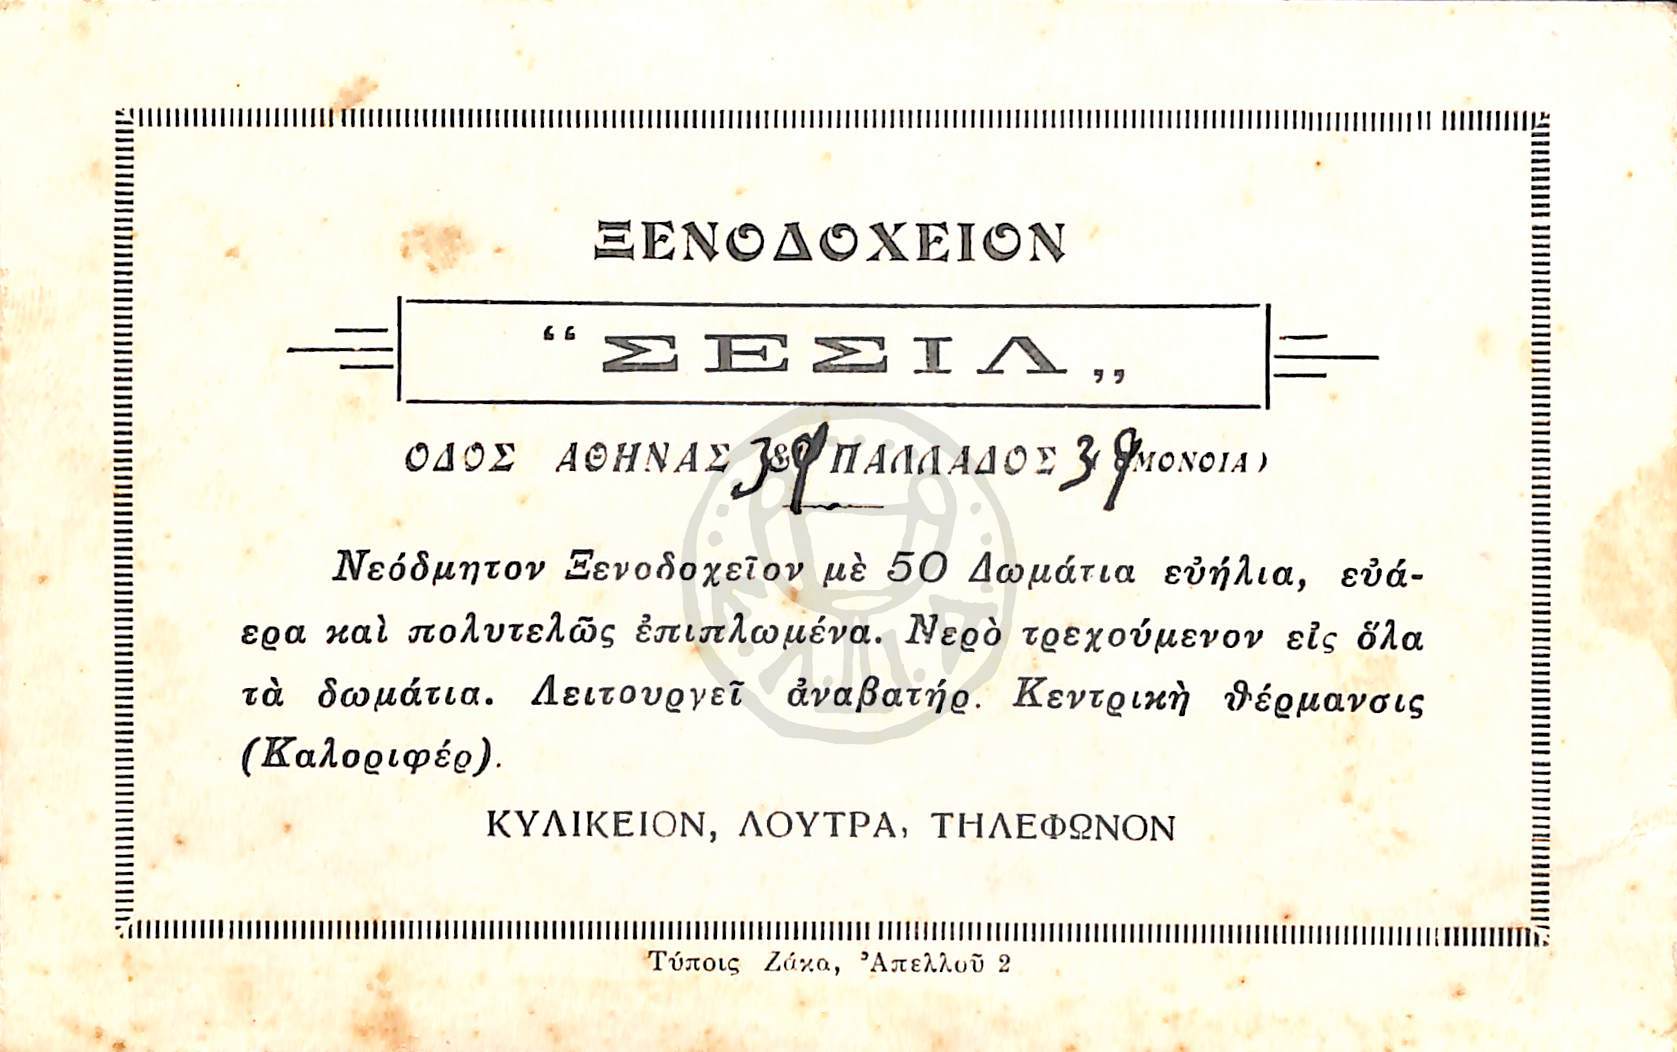 ΞΕΝΟΔΟΧΕΙΟΝ
“ΣΕΣΙΛ„
ΟΔΟΣ ΑΘΗΝΑΣ & ΠΑΛΛΑΔΟΣ ΜΟΝΟΙΑ)
Νεόδμητον Ξενοδοχεῖον μὲ 50 Δωμάτια εὐήλια, εὐά-
ερα καὶ πολυτελῶς ἐπιπλωμένα. Νερὸ τρεχούμενον εἰς ὅλα
τὰ δωμάτια. Λειτουργεῖ ἀναβατήρ. Κεντρικὴ θέρμανσις
(Καλοριφέρ).
ΚΥΛΙΚΕΙΟΝ, ΛΟΥΤΡΑ, ΤΗΛΕΦΩΝΟΝ
Τύποις Ζάκα, Ἀπελλοῦ 2